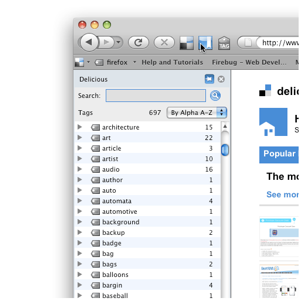 http://www
firefox
Help and Tutorials
Firebug - Web Devel...
Delicious
Search:
Tags 697 By Alpha A-Z
architecture 15
art 22
article 3
artist 10
audio 16
author 1
auto 1
automata 4
automotive 1
background 1
backup 2
badge 1
bag 1
bags 2
balloons 1
bargin 4
baseball 1
deli
H
S
Popular
The mo
See mor